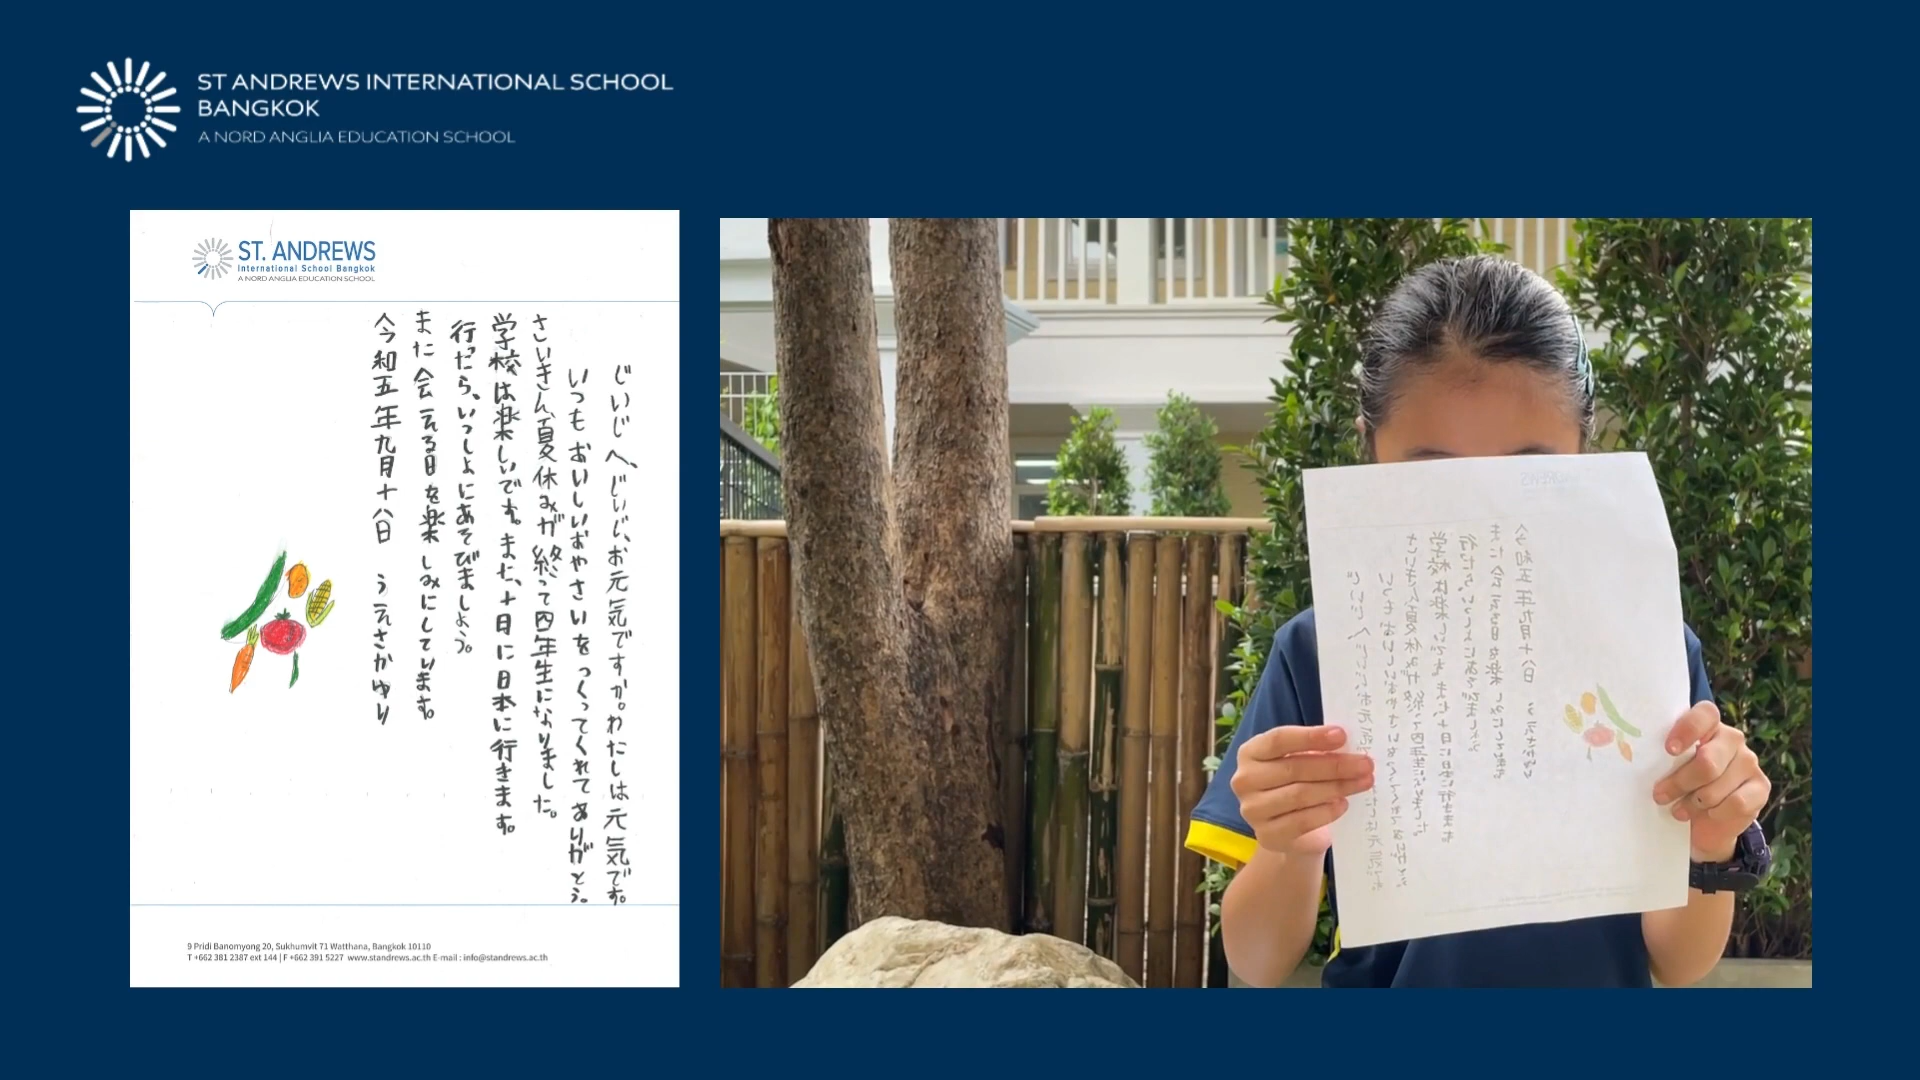 ST ANDREWS INTERNATIONAL SCHOOL
BANGKOK
A NORD ANGLIA EDUCATION SCHOOL
ST. ANDREWS
International School Bangkok
A NORD ANGLIA EDUCATION SCHOOL
じいじへ、じいじ、お元気ですか。わたしは元気です。
いつもおいしいおやさいをつくってくれてありがとう。
さいきん、夏休みが終って四年生になりました。
学校は楽しいです。また、十月に日本に行きます。
行ったら、いっしょにあそびましょう。
また会える日を楽しみにしています。
令和五年九月十八日 うえさかゆり
9 Pridi Banomyong 20, Sukhumvit 71 Watthana, Bangkok 10110
T +662 381 2387 ext 144 | F +662 391 5227 www.standrews.ac.th E-mail : info@standrews.ac.th